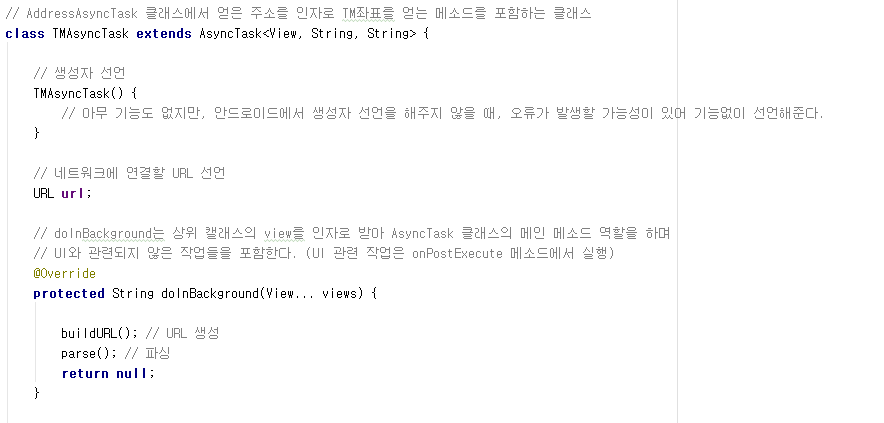 // AddressAsyncTask 클래스에서 얻은 주소를 인자로 TM좌표를 얻는 메소드를 포함하는 클래스
class TMAsyncTask extends AsyncTask<View, String, String> {
// 생성자 선언
TMAsyncTask() {
// 아무 기능도 없지만, 안드로이드에서 생성자 선언을 해주지 않을 때, 오류가 발생할 가능성이 있어 기능없이 선언해준다.
}
// 네트워크에 연결할 URL 선언
URL url;
// doInBackground는 상위 캘래스의 view를 인자로 받아 AsyncTask 클래스의 메인 메소드 역할을 하며
// UI와 관련되지 않은 작업들을 포함한다. (UI 관련 작업은 onPostExecute 메소드에서 실행)
@Override
protected String doInBackground(View... views) {
buildURL(); // URL 생성
parse(); // 파싱
return null;
}